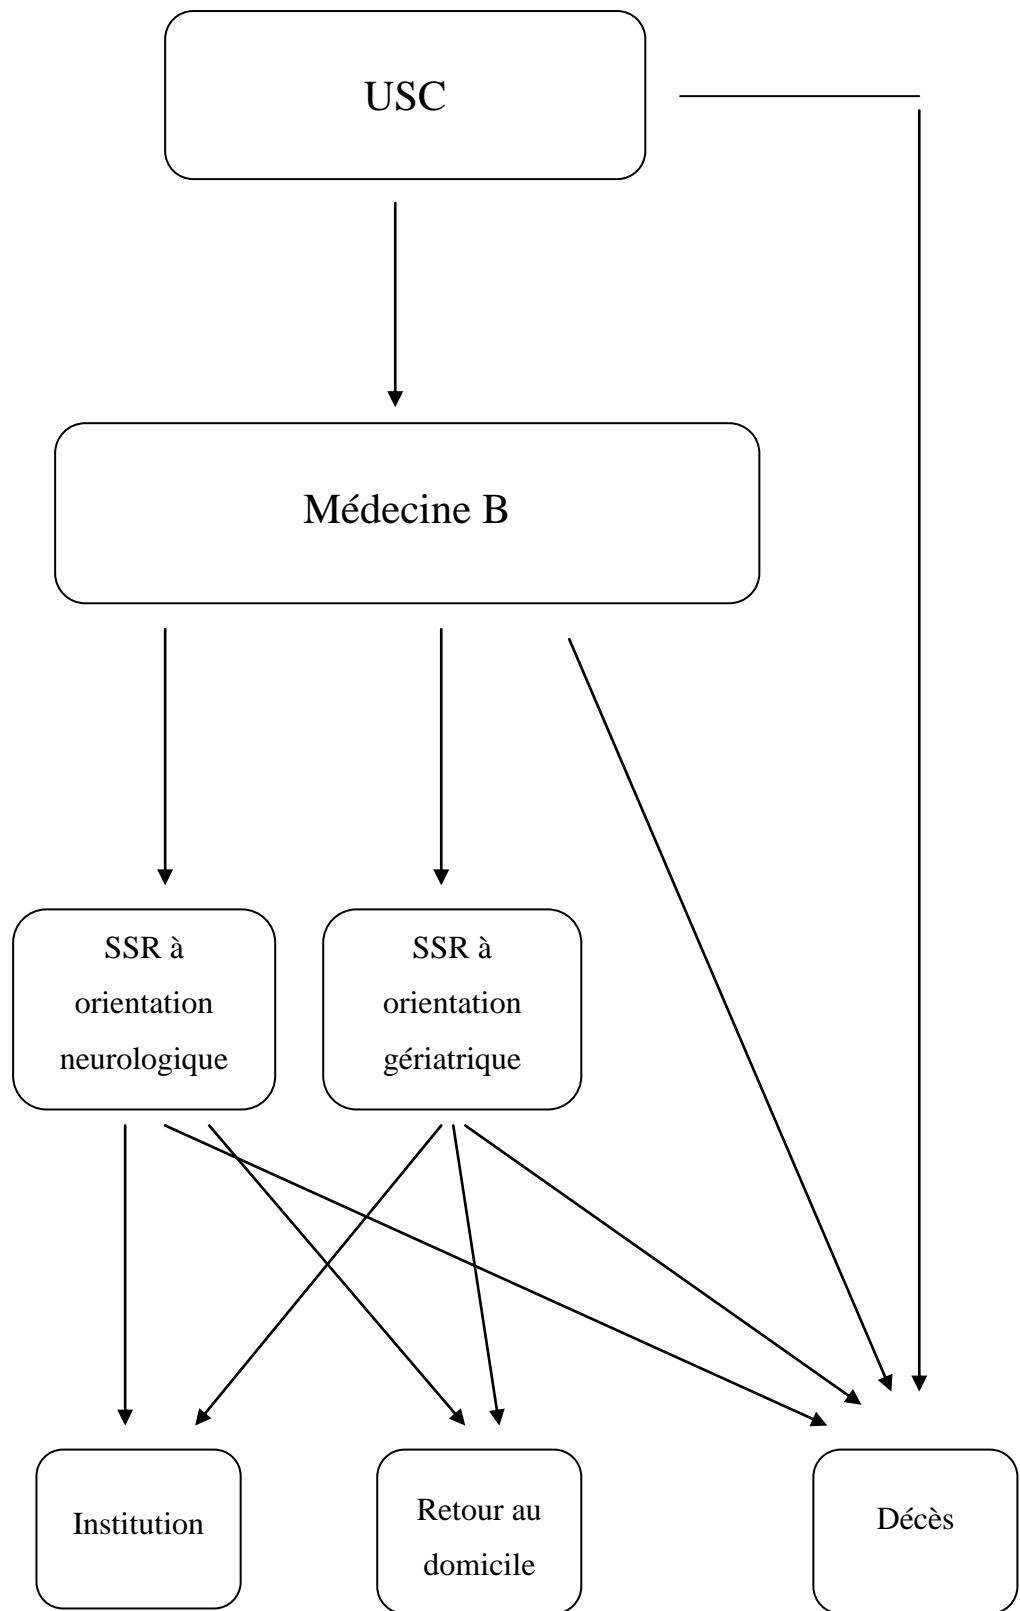 USC
Médecine B
SSR à
orientation
neurologique
SSR à
orientation
gériatrique
Institution
Retour au
domicile
Décès